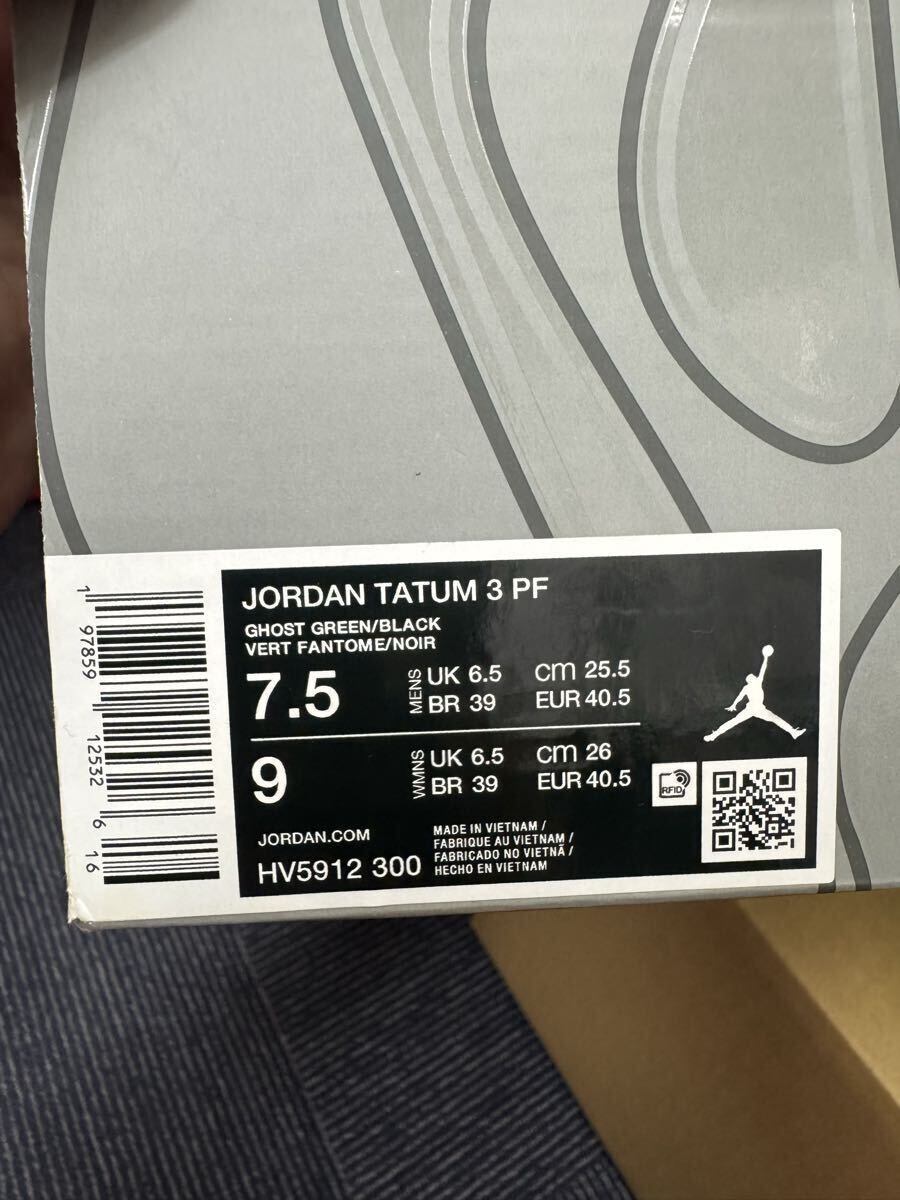 JORDAN TATUM 3 PF
GHOST GREEN/BLACK
VERT FANTOME/NOIR
7.5 MENS UK 6.5 CM 25.5
BR 39 EUR 40.5
9 WMNS UK 6.5 CM 26
BR 39 EUR 40.5
RFID
JORDAN.COM
HV5912 300
MADE IN VIETNAM /
FABRIQUE AU VIETNAM /
FABRICADO NO VIETNÃ /
HECHO EN VIETNAM
1 97859 12532 6 16